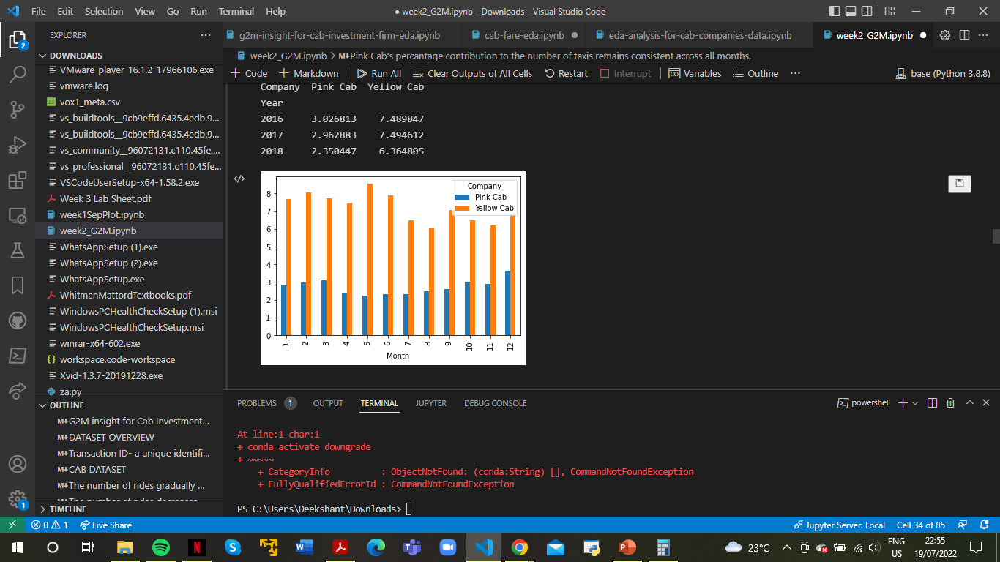 File Edit Selection View Go Run Terminal Help
● week2_G2M.ipynb - Downloads - Visual Studio Code
EXPLORER
g2m-insight-for-cab-investment-firm-eda.ipynb
cab-fare-eda.ipynb
eda-analysis-for-cab-companies-data.ipynb
week2_G2M.ipynb
week2_G2M.ipynb > M↓Pink Cab's percentage contribution to the number of taxis remains consistent across all months.
+ Code + Markdown Run All Clear Outputs of All Cells Restart Interrupt Variables Outline ... base (Python 3.8.8)
2
DOWNLOADS
VMware-player-16.1.2-17966106.exe
vmware.log
vox1_meta.csv
vs_buildtools__9cb9effd.6435.4edb.9...
vs_buildtools__9cb9effd.6435.4edb.9...
vs_community__96072131.c110.45fe....
vs_professional__96072131.c110.45fe...
VSCodeUserSetup-x64-1.58.2.exe
Week 3 Lab Sheet.pdf
week1SepPlot.ipynb
week2_G2M.ipynb
WhatsAppSetup (1).exe
WhatsAppSetup (2).exe
WhatsAppSetup.exe
WhitmanMattordTextbooks.pdf
WindowsPCHealthCheckSetup (1).msi
WindowsPCHealthCheckSetup.msi
winrar-x64-602.exe
workspace.code-workspace
Xvid-1.3.7-20191228.exe
za.py
OUTLINE
M↓G2M insight for Cab Investment...
M↓DATASET OVERVIEW
M↓Transaction ID- a unique identifi...
M↓CAB DATASET
M↓The number of rides gradually ...
TIMELINE
1
Company Pink Cab Yellow Cab
Year
2016 3.026813 7.489847
2017 2.962883 7.494612
2018 2.350447 6.364805
Company
Pink Cab
Yellow Cab
8
7
6
5
4
3
2
1
0
1 2 3 4 5 6 7 8 9 10 11 12
Month
PROBLEMS 1 OUTPUT TERMINAL JUPYTER DEBUG CONSOLE
powershell
At line:1 char:1
+ conda activate downgrade
+ ~~~~~
+ CategoryInfo : ObjectNotFound: (conda:String) [], CommandNotFoundException
+ FullyQualifiedErrorId : CommandNotFoundException
PS C:\Users\Deekshant\Downloads>
0 1 Live Share
Jupyter Server: Local Cell 34 of 85
23°C
ENG
US
22:55
19/07/2022